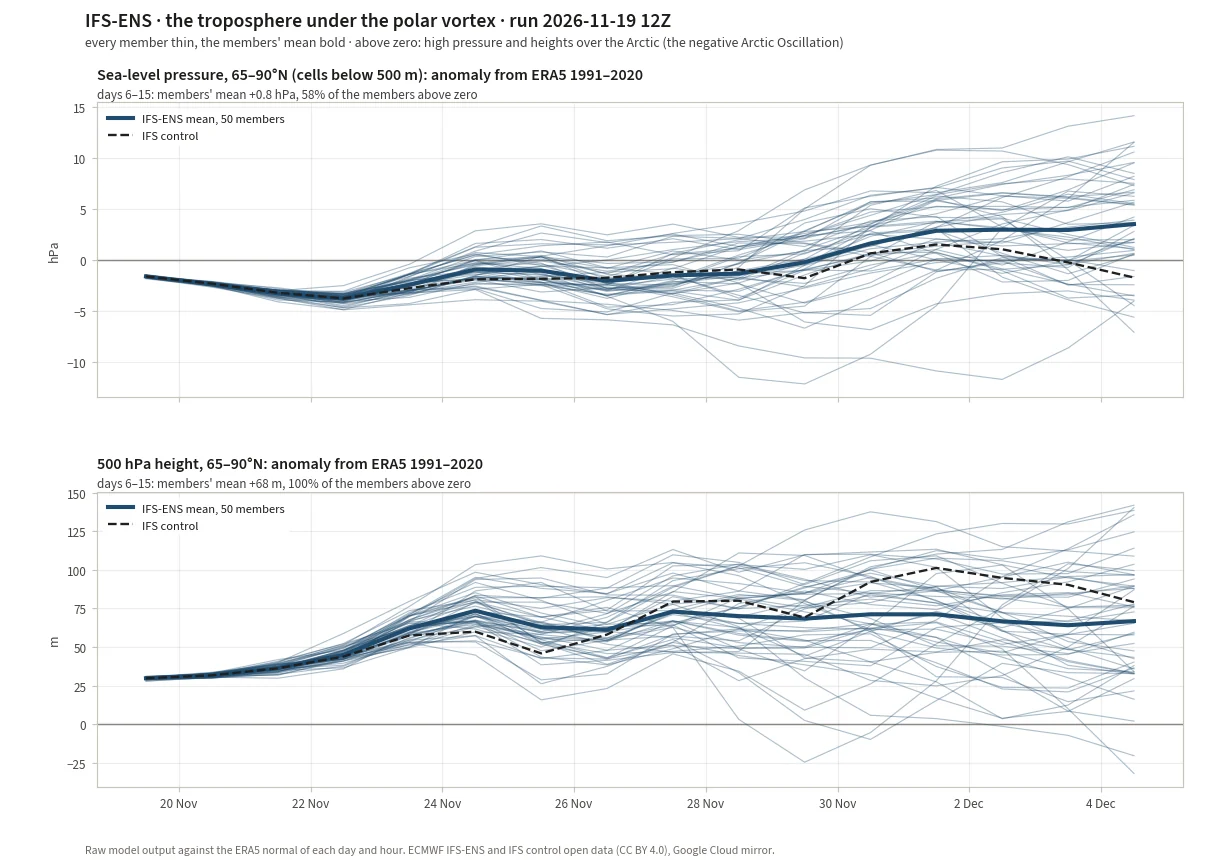 IFS-ENS · the troposphere under the polar vortex · run 2026-11-19 12Z
every member thin, the members' mean bold · above zero: high pressure and heights over the Arctic (the negative Arctic Oscillation)
Sea-level pressure, 65–90°N (cells below 500 m): anomaly from ERA5 1991–2020
days 6–15: members' mean +0.8 hPa, 58% of the members above zero
15
10
5
0
−5
−10
hPa
IFS-ENS mean, 50 members
IFS control
500 hPa height, 65–90°N: anomaly from ERA5 1991–2020
days 6–15: members' mean +68 m, 100% of the members above zero
150
125
100
75
50
25
0
−25
m
IFS-ENS mean, 50 members
IFS control
20 Nov
22 Nov
24 Nov
26 Nov
28 Nov
30 Nov
2 Dec
4 Dec
Raw model output against the ERA5 normal of each day and hour. ECMWF IFS-ENS and IFS control open data (CC BY 4.0), Google Cloud mirror.